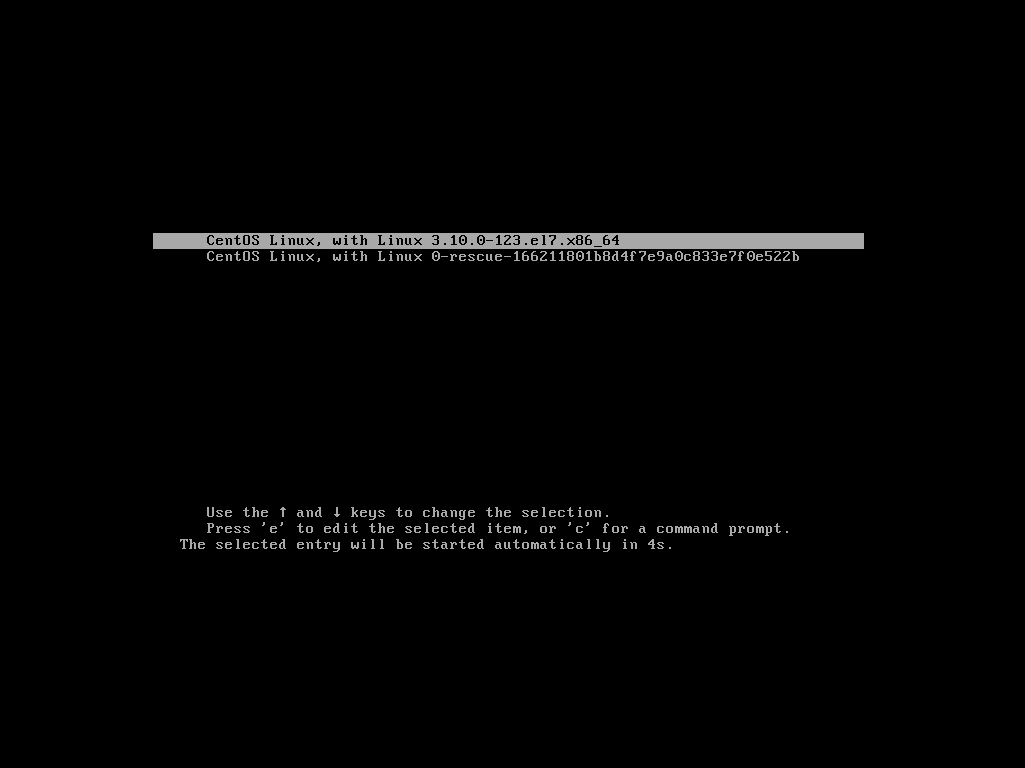 CentOS Linux, with Linux 3.10.0-123.el7.x86_64
CentOS Linux, with Linux 0-rescue-166211801b8d4f7e9a0c833e7f0e522b
Use the ↑ and ↓ keys to change the selection.
Press 'e' to edit the selected item, or 'c' for a command prompt.
The selected entry will be started automatically in 4s.